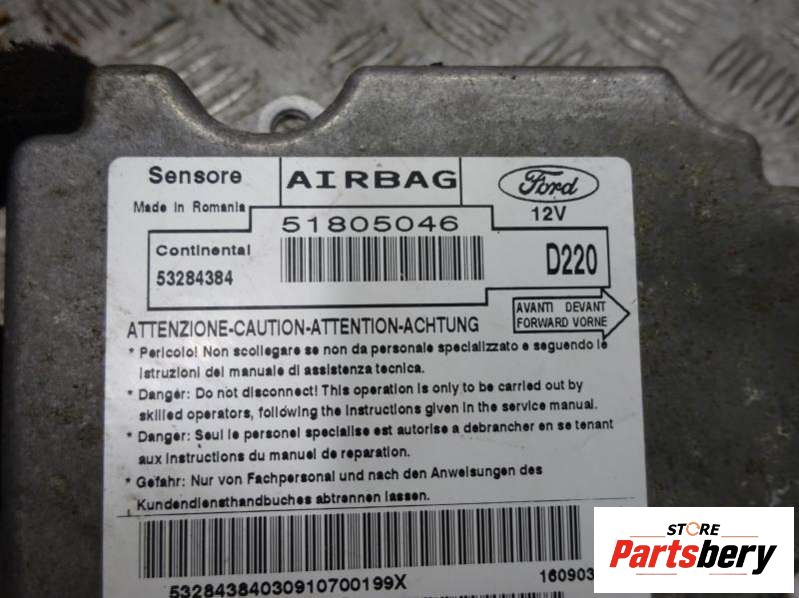 Sensore
AIRBAG
Ford
Made in Romania
12V
51805046
Continental
53284384
D220
AVANTI DEVANT
FORWARD VORNE
ATTENZIONE-CAUTION-ATTENTION-ACHTUNG
* Pericolo! Non scollegare se non da personale specializzato e seguendo le
istruzioni del manuale di assistenza tecnica.
* Danger: Do not disconnect! This operation is only to be carried out by
skilled operators, following the instructions given in the service manual.
* Danger: Seul le personel specialise est autorise a debrancher en se tenant
aux instructions du manuel de reparation.
* Gefahr: Nur von Fachpersonal und nach den Anweisungen des
Kundendiensthandbuches abtrennen lassen.
53284384030910700199X
160903
STORE
Partsbery